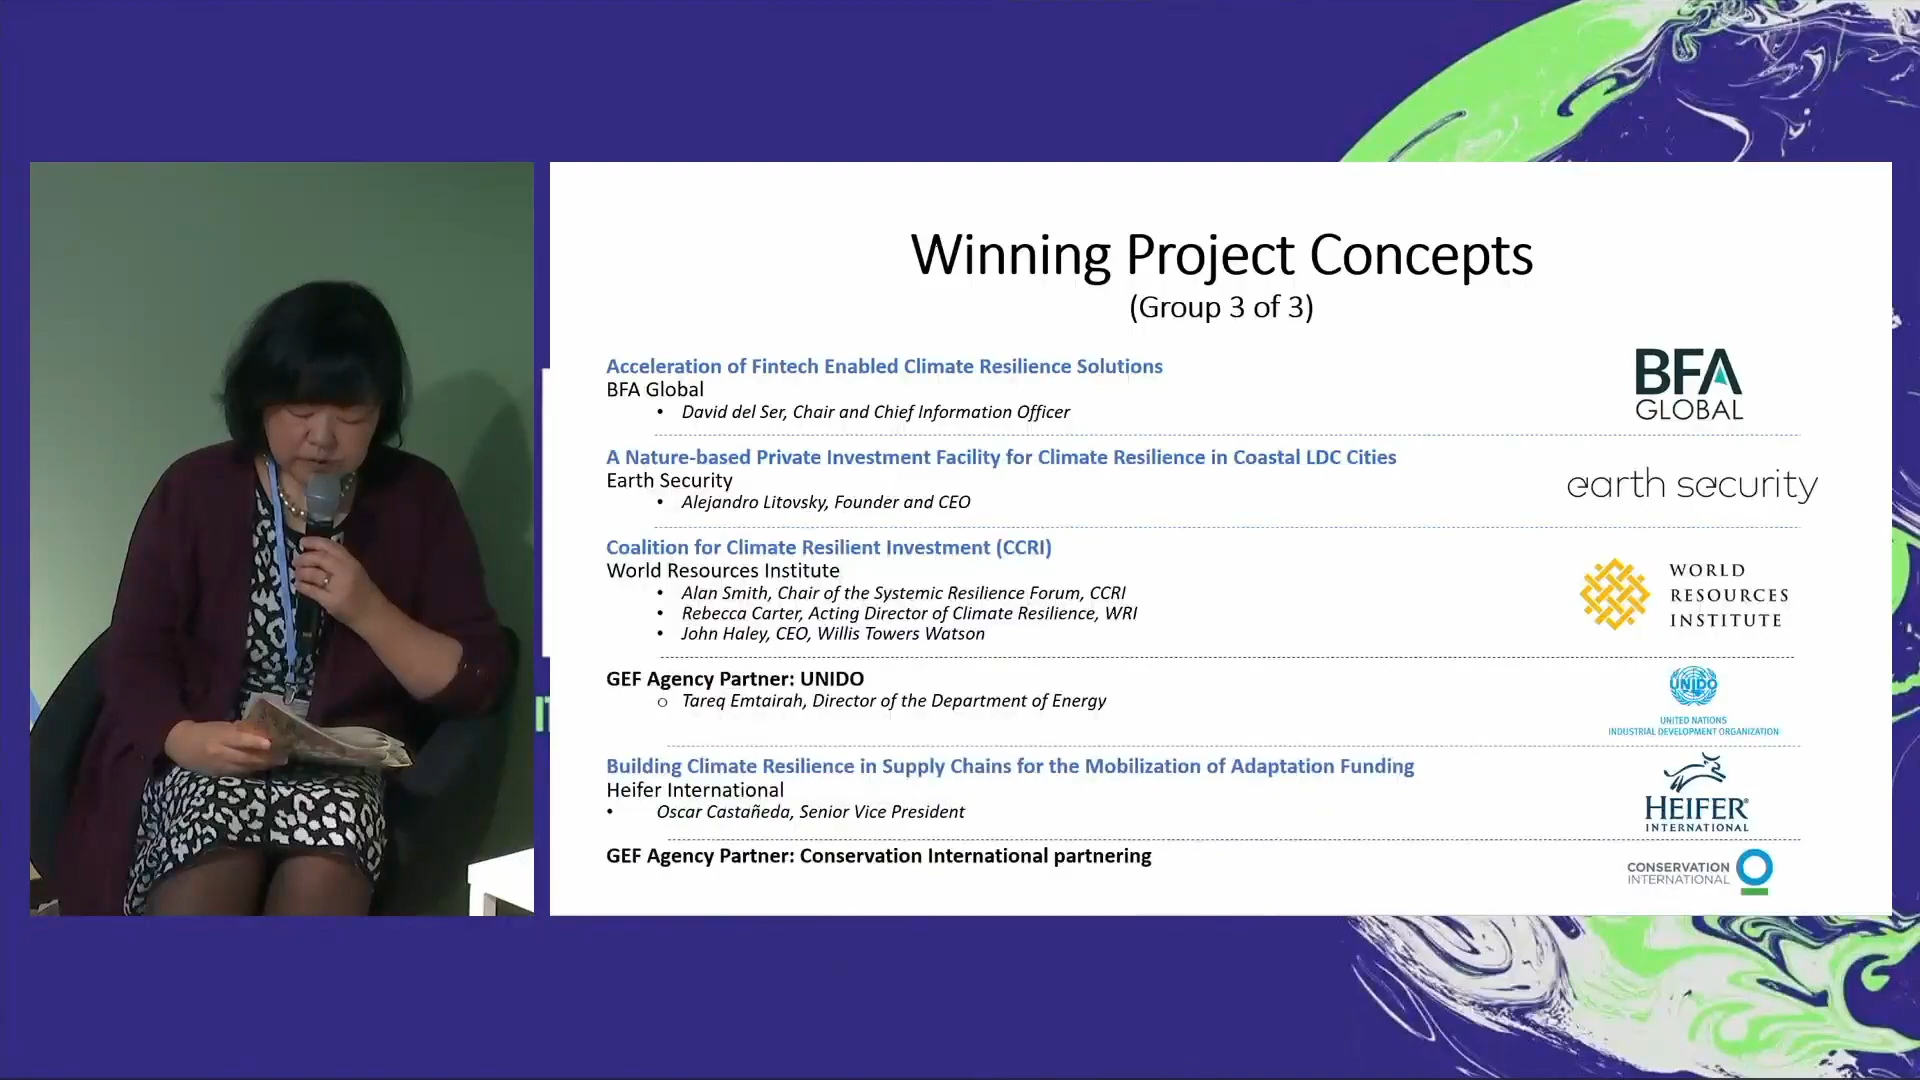 Winning Project Concepts
(Group 3 of 3)
Acceleration of Fintech Enabled Climate Resilience Solutions
BFA Global
• David del Ser, Chair and Chief Information Officer
BFA
GLOBAL
A Nature-based Private Investment Facility for Climate Resilience in Coastal LDC Cities
Earth Security
• Alejandro Litovsky, Founder and CEO
earth security
Coalition for Climate Resilient Investment (CCRI)
World Resources Institute
• Alan Smith, Chair of the Systemic Resilience Forum, CCRI
• Rebecca Carter, Acting Director of Climate Resilience, WRI
• John Haley, CEO, Willis Towers Watson
WORLD
RESOURCES
INSTITUTE
GEF Agency Partner: UNIDO
o Tareq Emtairah, Director of the Department of Energy
UNIDO
UNITED NATIONS
INDUSTRIAL DEVELOPMENT ORGANIZATION
Building Climate Resilience in Supply Chains for the Mobilization of Adaptation Funding
Heifer International
• Oscar Castañeda, Senior Vice President
HEIFER®
INTERNATIONAL
GEF Agency Partner: Conservation International partnering
CONSERVATION
INTERNATIONAL